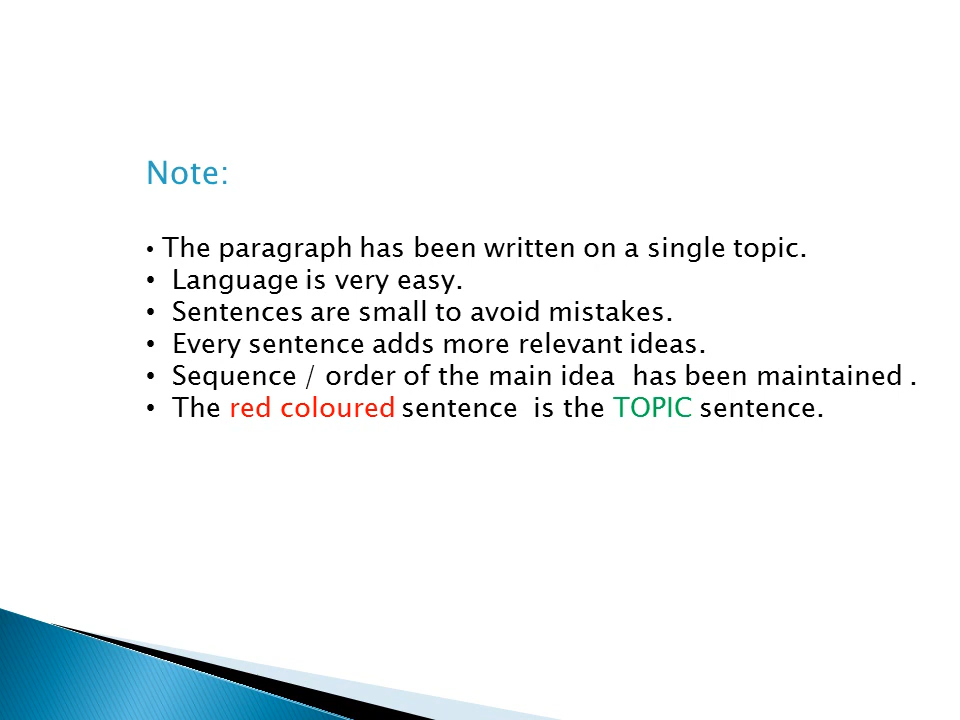 Note:
• The paragraph has been written on a single topic.
• Language is very easy.
• Sentences are small to avoid mistakes.
• Every sentence adds more relevant ideas.
• Sequence / order of the main idea  has been maintained .
• The red coloured sentence  is the TOPIC sentence.